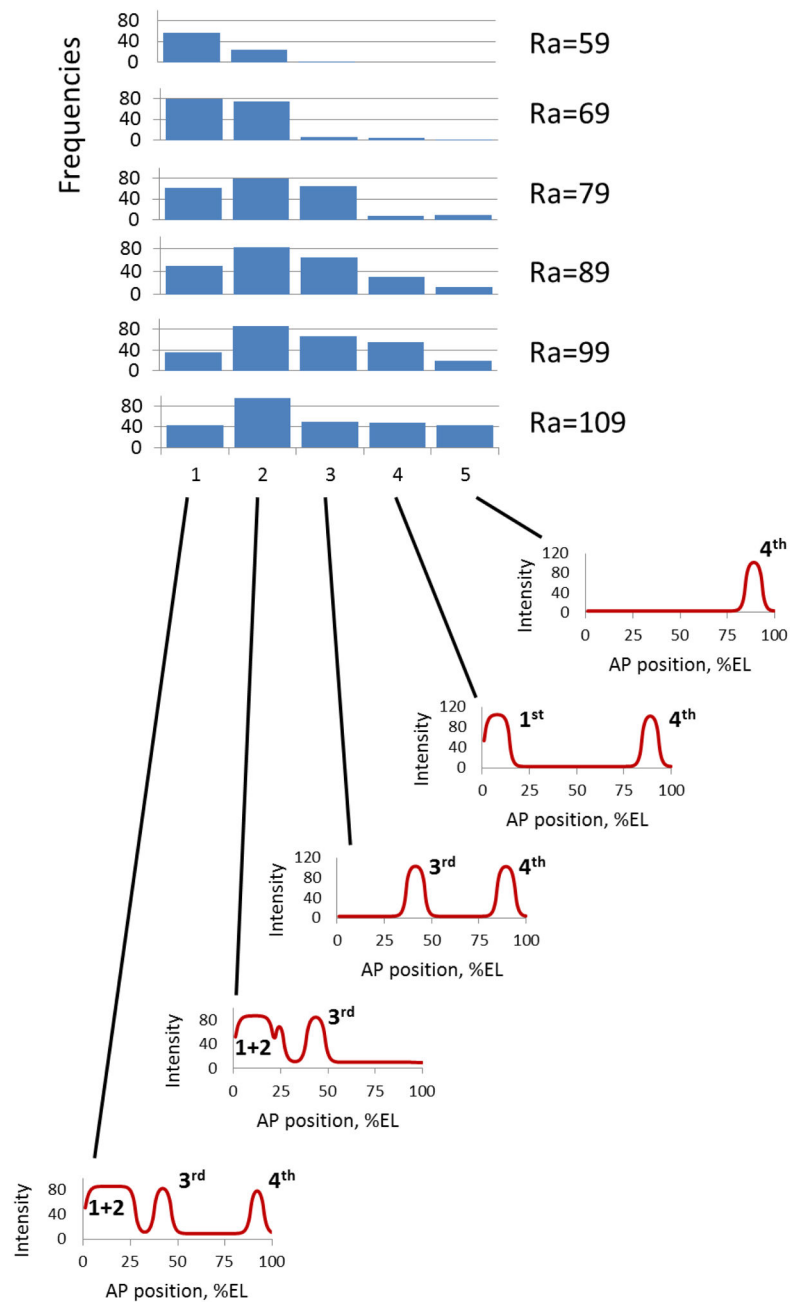 Frequencies
80
40
0
Ra=59
80
40
0
Ra=69
80
40
0
Ra=79
80
40
0
Ra=89
80
40
0
Ra=99
80
40
0
Ra=109
1 2 3 4 5
Intensity
120
80
40
0
4th
0 25 50 75 100
AP position, %EL
Intensity
120
80
40
0
1st 4th
0 25 50 75 100
AP position, %EL
Intensity
120
80
40
0
3rd 4th
0 25 50 75 100
AP position, %EL
Intensity
80
40
0
1+2 3rd
0 25 50 75 100
AP position, %EL
Intensity
80
40
0
1+2 3rd 4th
0 25 50 75 100
AP position, %EL